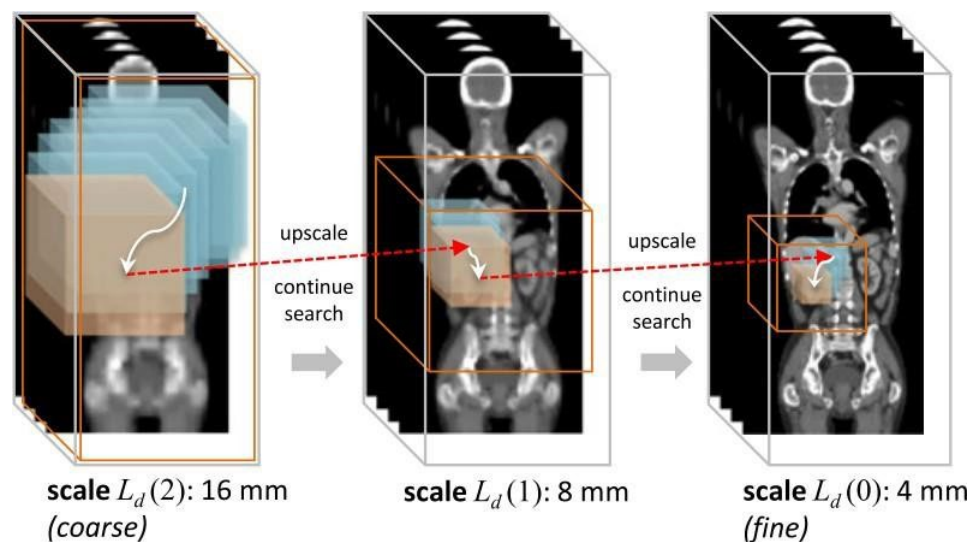 upscale
continue
search
upscale
continue
search
scale L_d(2): 16 mm
(coarse)
scale L_d(1): 8 mm
scale L_d(0): 4 mm
(fine)